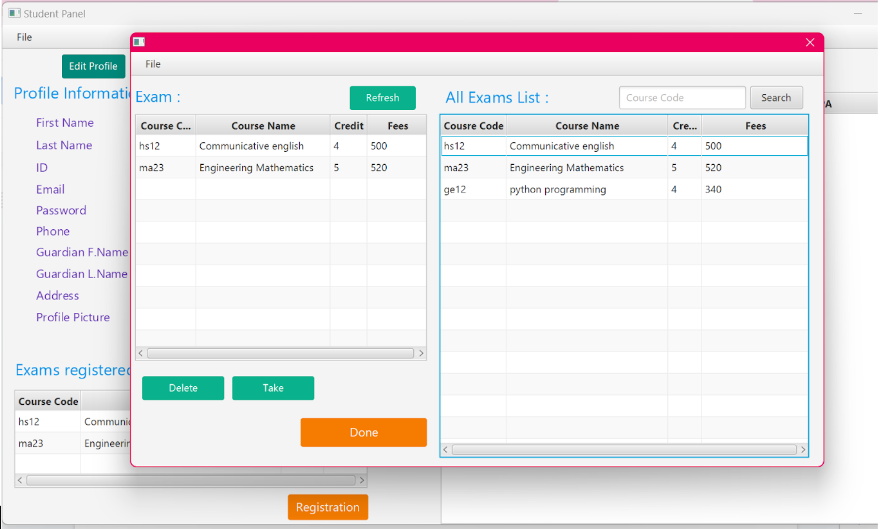 Student Panel
File
Edit Profile
Profile Informati
First Name
Last Name
ID
Email
Password
Phone
Guardian F.Name
Guardian L.Name
Address
Profile Picture
Exams registered
Course Code
hs12 Communic
ma23 Engineerin
Registration
File
Exam :
Refresh
Course C... Course Name Credit Fees
hs12 Communicative english 4 500
ma23 Engineering Mathematics 5 520
Delete Take
Done
All Exams List :
Course Code
Search
Cousre Code Course Name Cre... Fees
hs12 Communicative english 4 500
ma23 Engineering Mathematics 5 520
ge12 python programming 4 340
PA